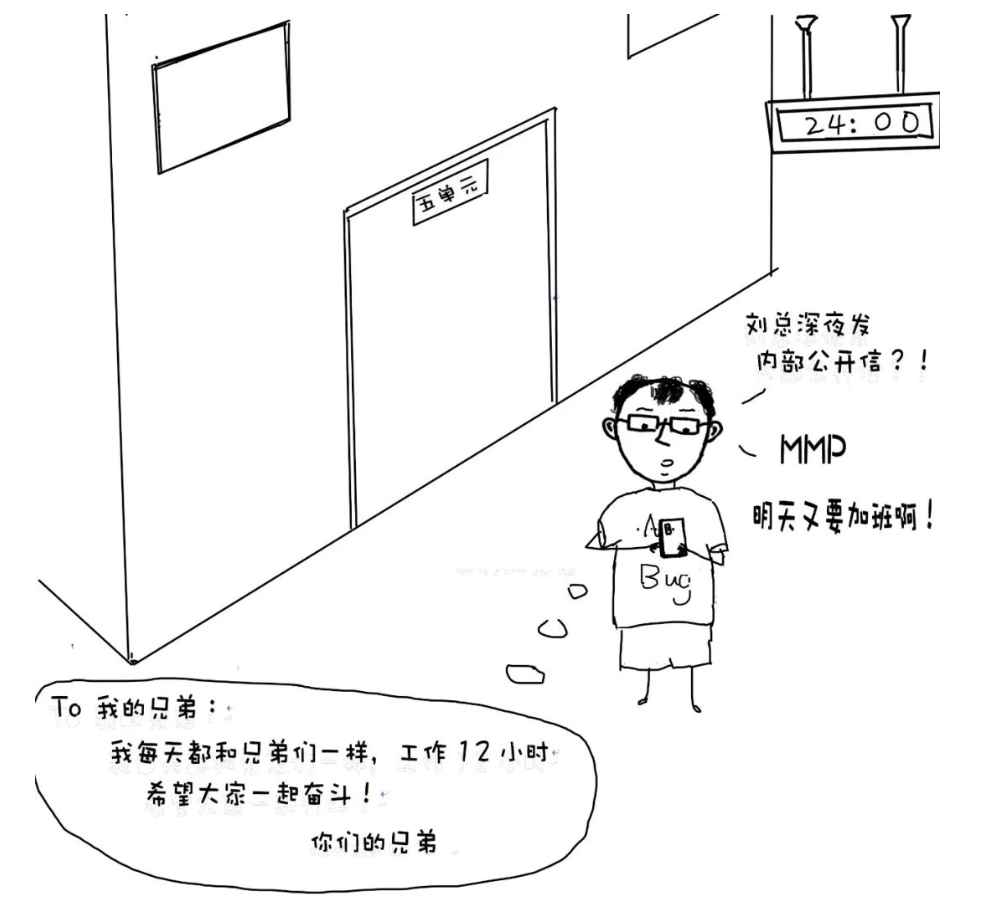 五单元
24:00
刘总深夜发
内部公开信？！
MMP
明天又要加班啊！
A
Bug
To 我的兄弟：
我每天都和兄弟们一样，工作12小时
希望大家一起奋斗！
你们的兄弟